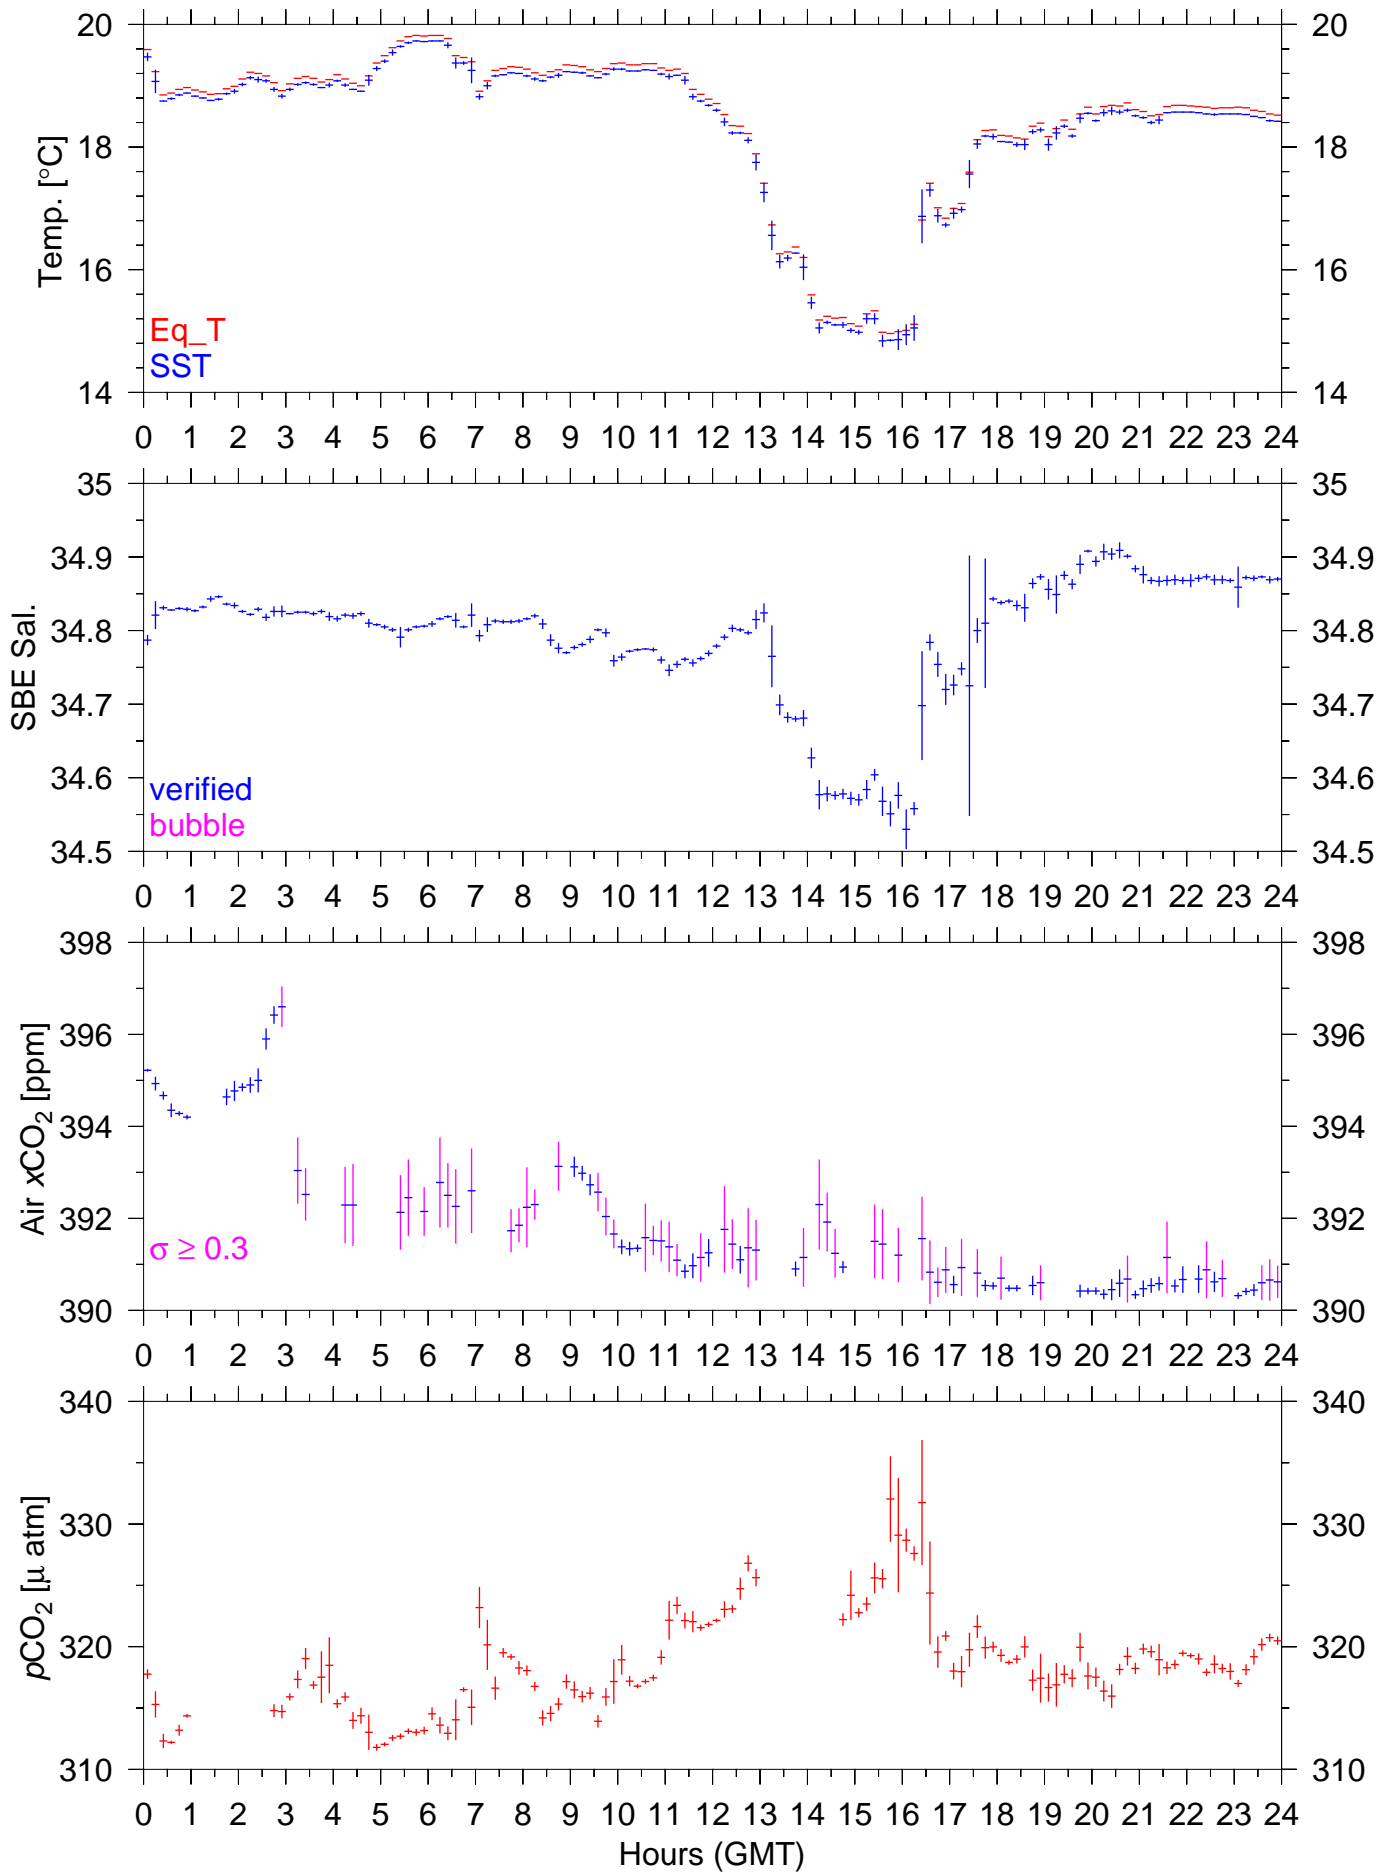 20 20
18 18
16 16
14 14
Temp. [°C]
Eq_T
SST
0 1 2 3 4 5 6 7 8 9 10 11 12 13 14 15 16 17 18 19 20 21 22 23 24
35 35
34.9 34.9
34.8 34.8
34.7 34.7
34.6 34.6
34.5 34.5
SBE Sal.
verified
bubble
0 1 2 3 4 5 6 7 8 9 10 11 12 13 14 15 16 17 18 19 20 21 22 23 24
398 398
396 396
394 394
392 392
390 390
Air xCO₂ [ppm]
σ ≥ 0.3
0 1 2 3 4 5 6 7 8 9 10 11 12 13 14 15 16 17 18 19 20 21 22 23 24
340 340
330 330
320 320
310 310
pCO₂ [μ atm]
0 1 2 3 4 5 6 7 8 9 10 11 12 13 14 15 16 17 18 19 20 21 22 23 24
Hours (GMT)